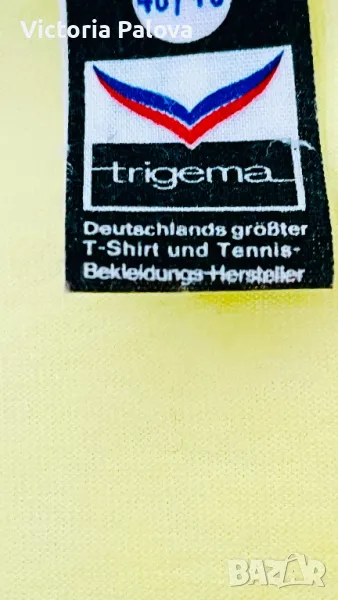 Victoria Palova
trigema
Deutschlands größter
T-Shirt und Tennis-
Bekleidungs-Hersteller
BAZAR